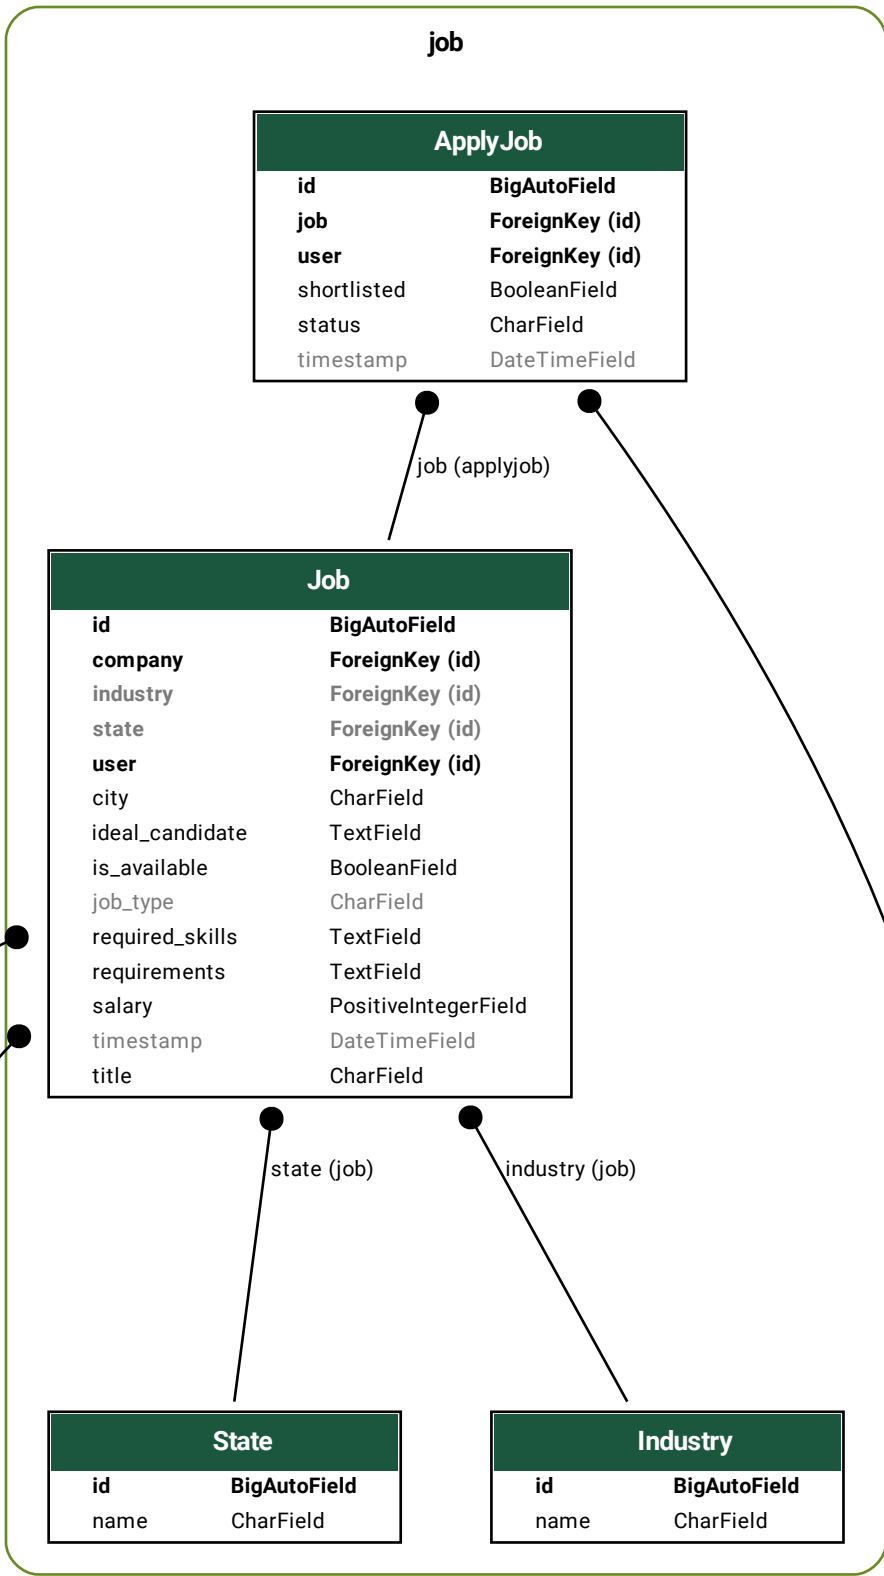 job
ApplyJob
id BigAutoField
job ForeignKey (id)
user ForeignKey (id)
shortlisted BooleanField
status CharField
timestamp DateTimeField
job (applyjob)
Job
id BigAutoField
company ForeignKey (id)
industry ForeignKey (id)
state ForeignKey (id)
user ForeignKey (id)
city CharField
ideal_candidate TextField
is_available BooleanField
job_type CharField
required_skills TextField
requirements TextField
salary PositiveIntegerField
timestamp DateTimeField
title CharField
state (job)
industry (job)
State
id BigAutoField
name CharField
Industry
id BigAutoField
name CharField